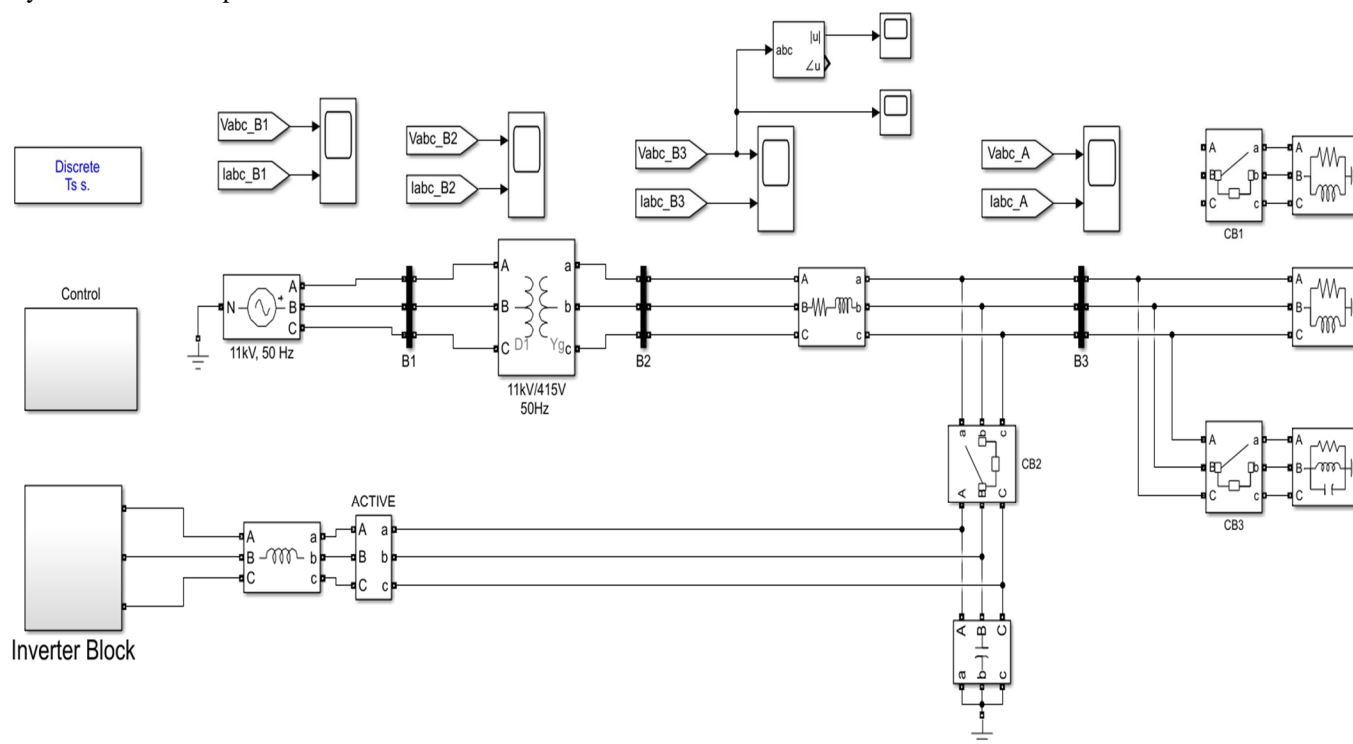 |u|
abc
∠u
Vabc_B1
Iabc_B1
Vabc_B2
Iabc_B2
Vabc_B3
Iabc_B3
Vabc_A
Iabc_A
Discrete
Ts s.
A a
B b
C c
CB1
A
B
C
Control
N
A
B
C
11kV, 50 Hz
B1
A a
B b
C c
D1 Yg
11kV/415V
50Hz
B2
A a
B b
C c
B3
A
B
C
a b c
A B C
CB2
A a
B b
C c
CB3
A
B
C
ACTIVE
A a
B b
C c
A a
B b
C c
Inverter Block
A B C
a b c